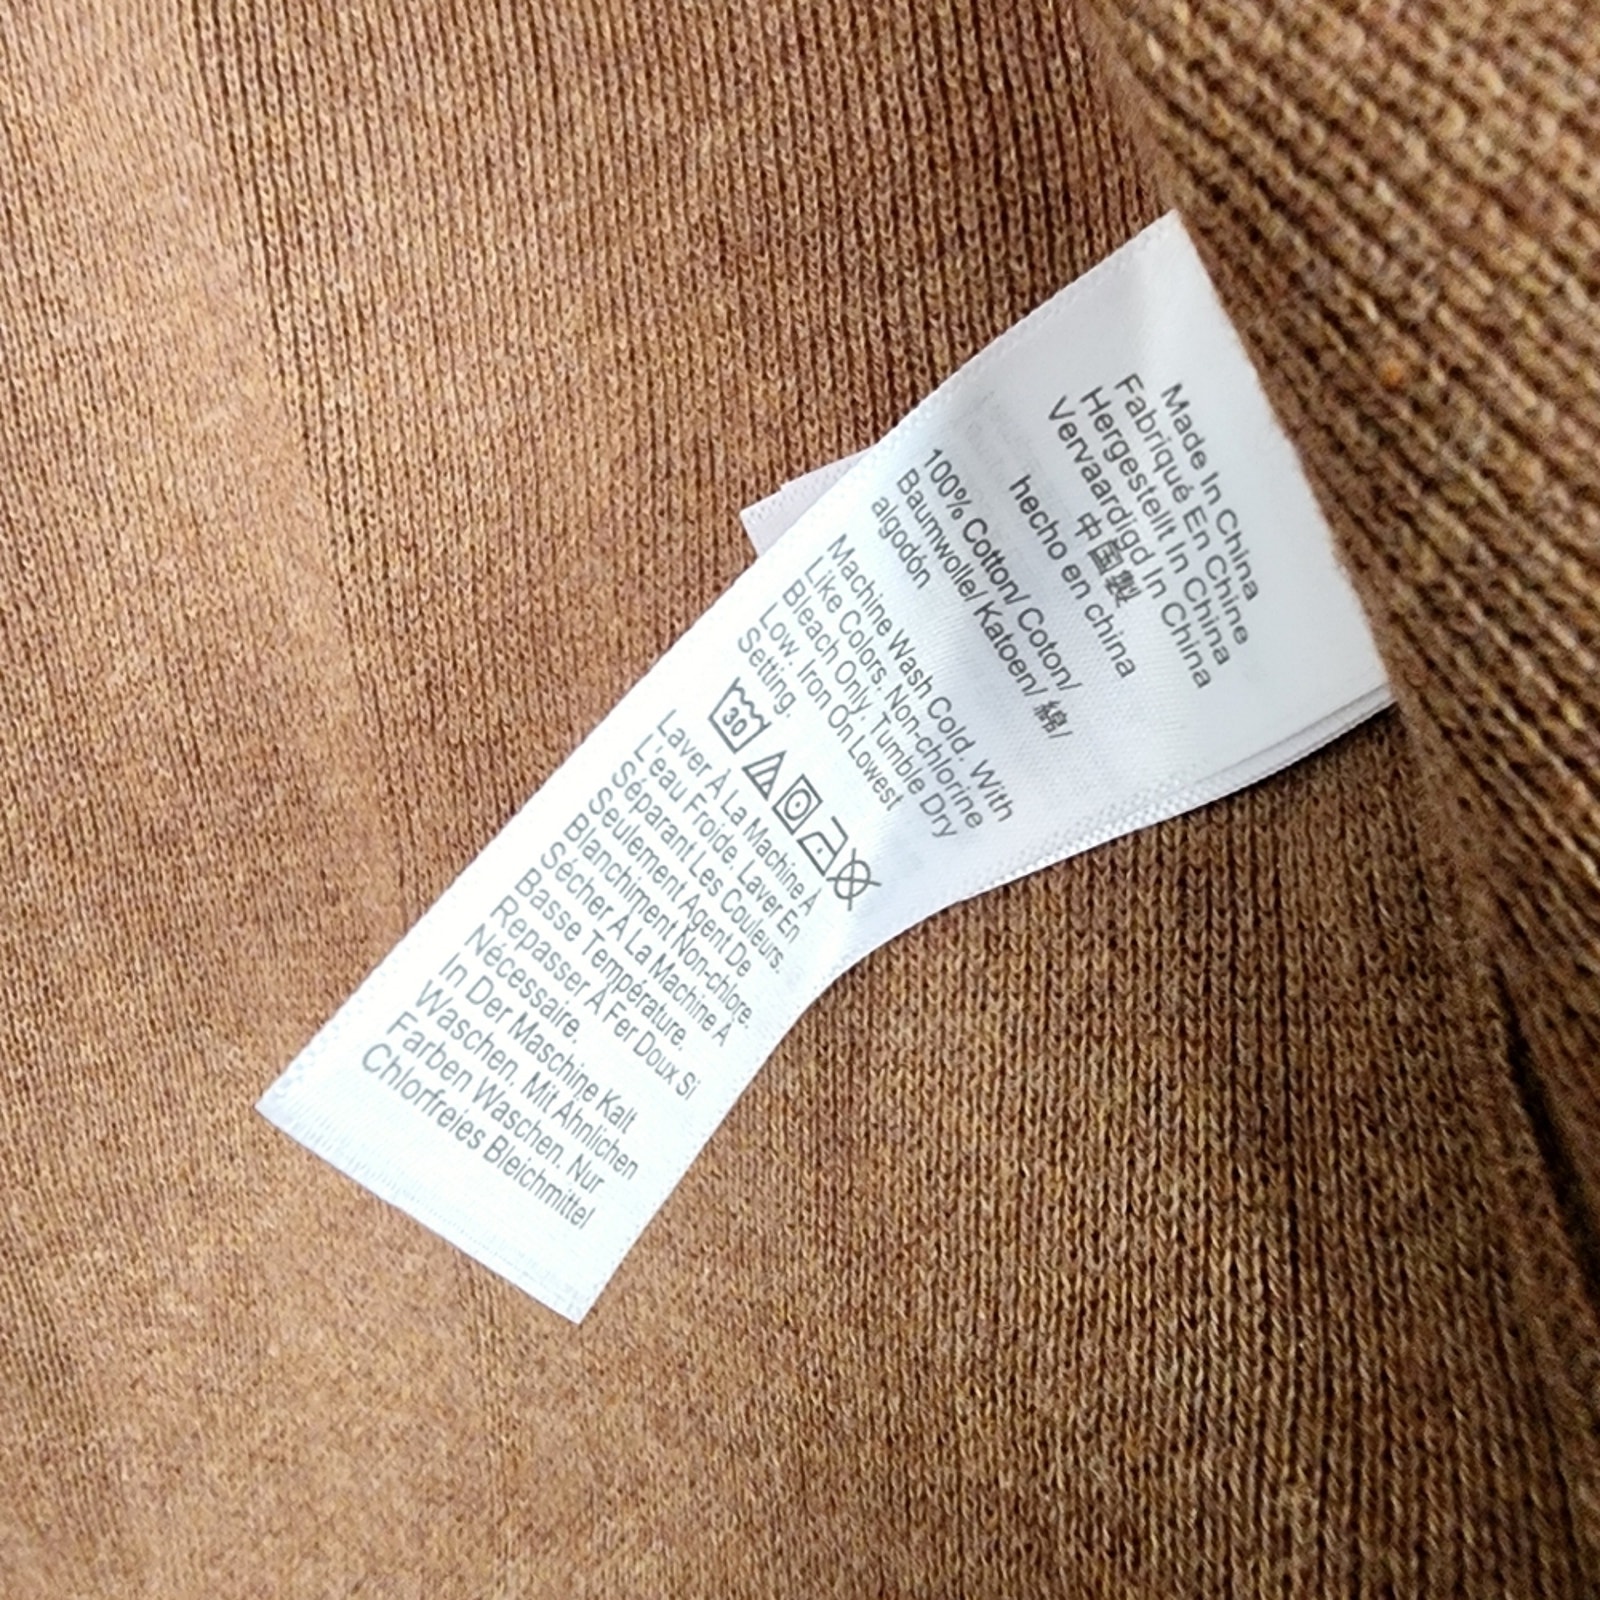 Made In China
Fabriqué En Chine
Hergestellt In China
Vervaardigd In China
中国製
hecho en china
100% Cotton/ Coton/
Baumwolle/ Katoen/ 綿/
algodón
Machine Wash Cold. With
Like Colors. Non-chlorine
Bleach Only. Tumble Dry
Low. Iron On Lowest
Setting.
30
Laver À La Machine À
L'eau Froide. Laver En
Séparant Les Couleurs.
Seulement Agent De
Blanchiment Non-chlore.
Sécher À La Machine À
Basse Température.
Repasser À Fer Doux Si
Nécessaire.
In Der Maschine Kalt
Waschen. Mit Ähnlichen
Farben Waschen. Nur
Chlorfreies Bleichmittel